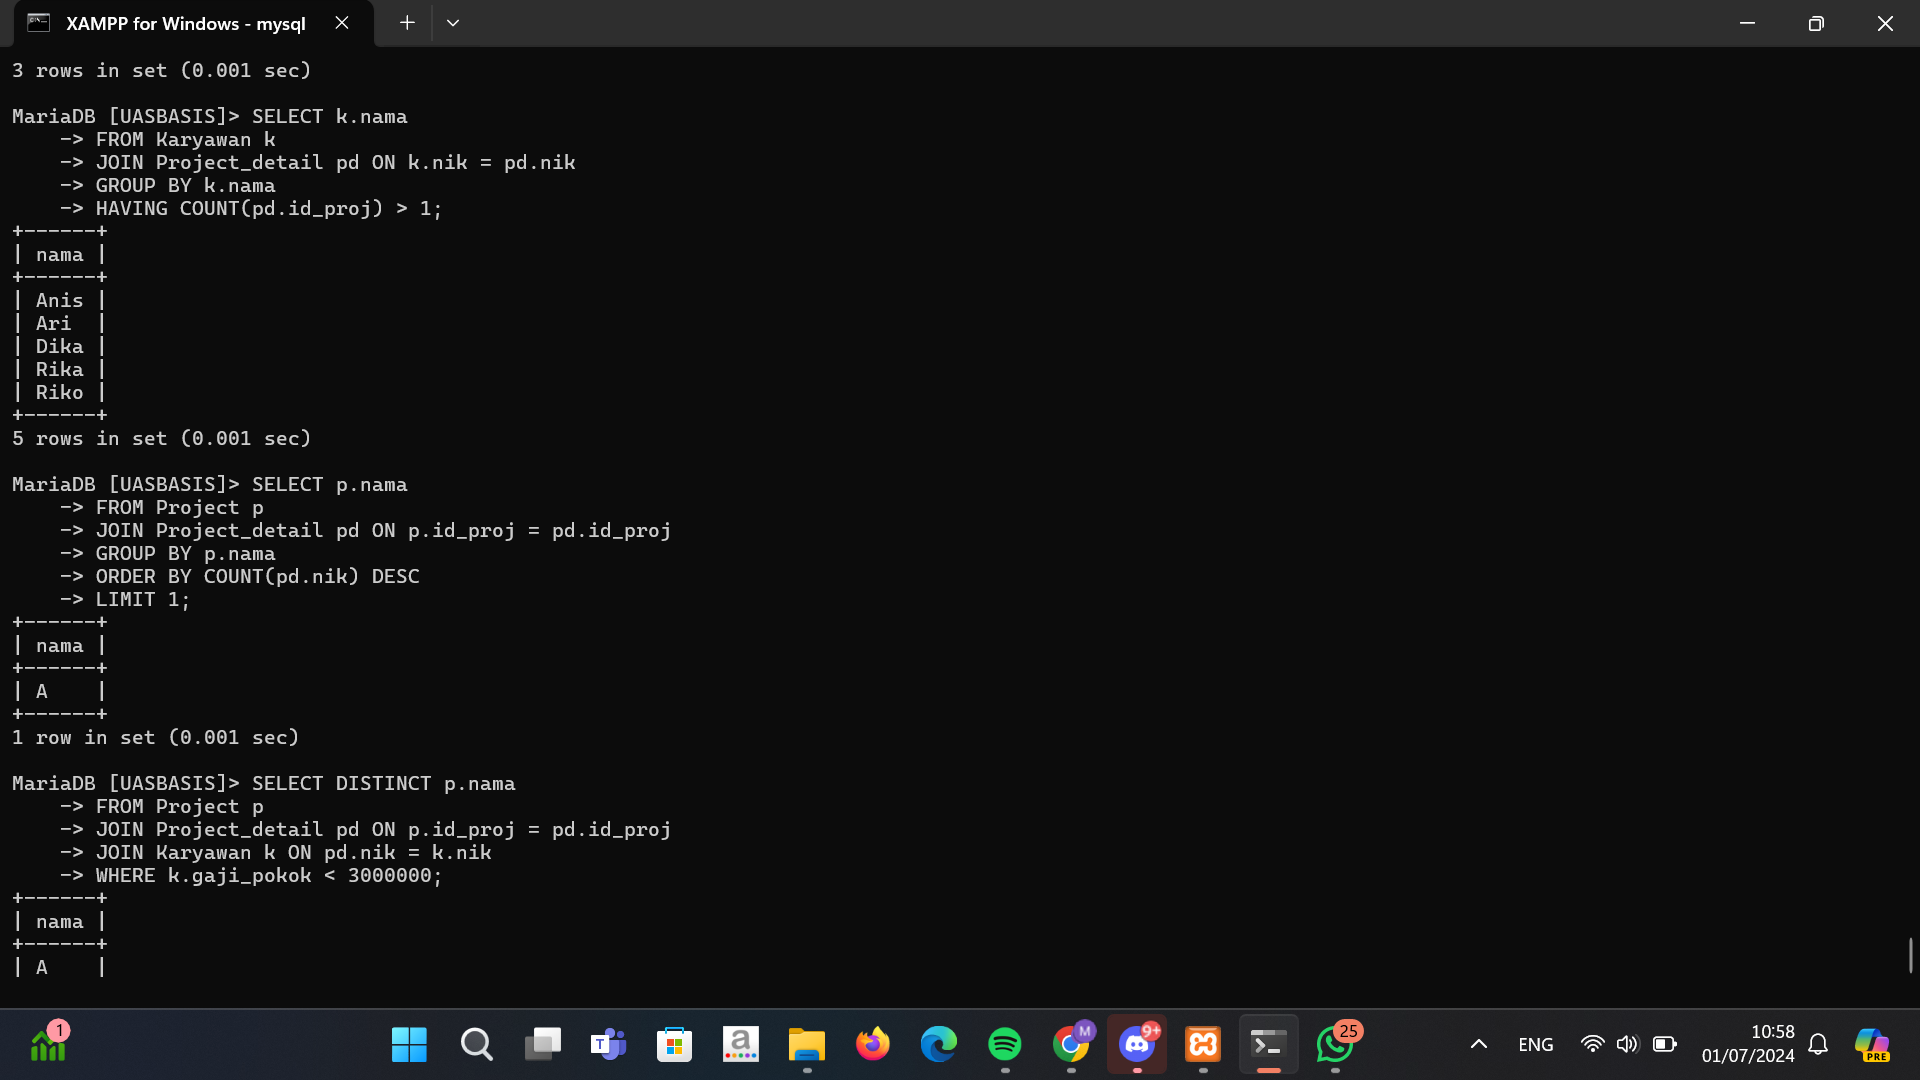 XAMPP for Windows - mysql
3 rows in set (0.001 sec)
MariaDB [UASBASIS]> SELECT k.nama
    -> FROM Karyawan k
    -> JOIN Project_detail pd ON k.nik = pd.nik
    -> GROUP BY k.nama
    -> HAVING COUNT(pd.id_proj) > 1;
+------+
| nama |
+------+
| Anis |
| Ari  |
| Dika |
| Rika |
| Riko |
+------+
5 rows in set (0.001 sec)
MariaDB [UASBASIS]> SELECT p.nama
    -> FROM Project p
    -> JOIN Project_detail pd ON p.id_proj = pd.id_proj
    -> GROUP BY p.nama
    -> ORDER BY COUNT(pd.nik) DESC
    -> LIMIT 1;
+------+
| nama |
+------+
| A    |
+------+
1 row in set (0.001 sec)
MariaDB [UASBASIS]> SELECT DISTINCT p.nama
    -> FROM Project p
    -> JOIN Project_detail pd ON p.id_proj = pd.id_proj
    -> JOIN Karyawan k ON pd.nik = k.nik
    -> WHERE k.gaji_pokok < 3000000;
+------+
| nama |
+------+
| A    |
1
T
a
M
9+
25
ENG
10:58
01/07/2024
PRE